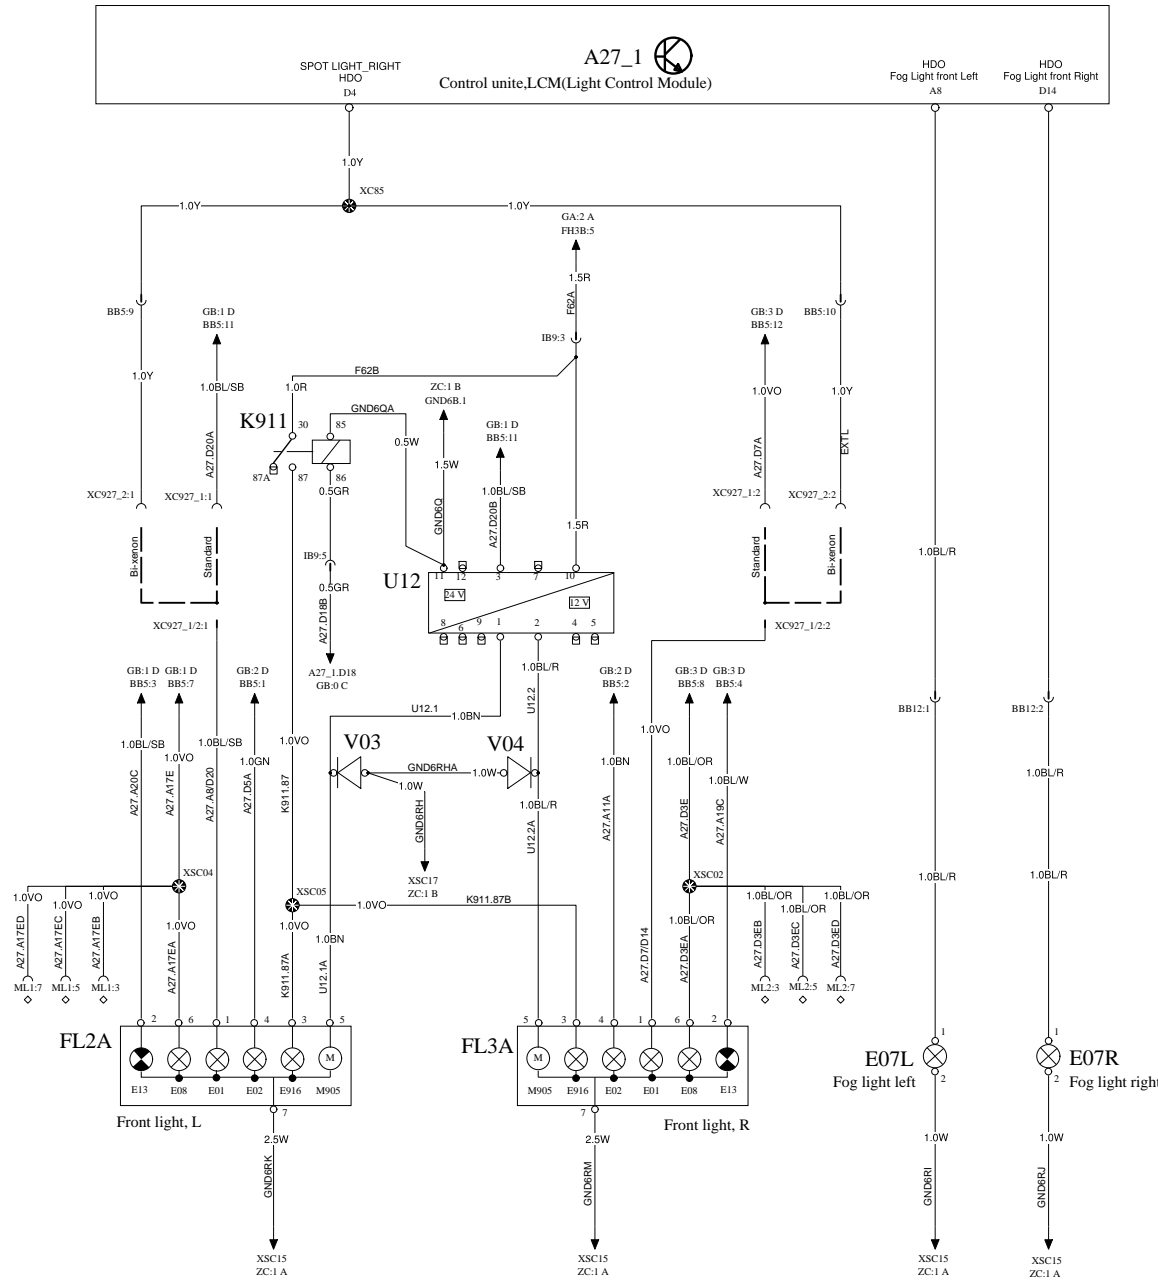 A27_1
Control unite,LCM(Light Control Module)
SPOT LIGHT_RIGHT
HDO
D4
HDO
Fog Light front Left
A8
HDO
Fog Light front Right
D14
1.0Y
XC85
1.0Y
1.0Y
GA:2 A
FH3B:5
1.5R
F62A
IB9:3
BB5:9
GB:1 D
BB5:11
GB:3 D
BB5:12
BB5:10
F62B
1.0Y
1.0BL/SB
1.0R
ZC:1 B
GND6B.1
1.0VO
1.0Y
K911
30
85
GND6QA
0.5W
GB:1 D
BB5:11
A27.D20A
A27.D7A
EXTL
87A
87
86
1.5W
0.5GR
1.0BL/SB
GND6Q
A27.D20B
1.5R
XC927_2:1
XC927_1:1
XC927_1:2
XC927_2:2
Bi-xenon
Standard
Standard
Bi-xenon
IB9:5
0.5GR
A27.D18B
U12
11
12
3
7
10
24 V
12 V
8
6
9
1
2
4
5
1.0BL/R
XC927_1/2:1
XC927_1/2:2
A27_1.D18
GB:0 C
GB:1 D
BB5:3
GB:1 D
BB5:7
GB:2 D
BB5:1
GB:2 D
BB5:2
GB:3 D
BB5:8
GB:3 D
BB5:4
1.0BL/R
U12.2
U12.1
1.0BN
BB12:1
BB12:2
1.0BL/SB
1.0VO
1.0BL/SB
1.0GN
1.0VO
V03
V04
GND6RHA
1.0W
1.0W
1.0BN
1.0VO
1.0BL/OR
1.0BL/W
1.0BL/R
1.0BL/R
A27.A20C
A27.A17E
A27.A8/D20
A27.D5A
K911.87
GND6RH
1.0BL/R
U12.2A
A27.A11A
A27.D3E
A27.A19C
XSC17
ZC:1 B
XSC04
XSC05
XSC02
1.0VO
1.0VO
1.0VO
1.0VO
1.0VO
1.0VO
K911.87B
1.0BN
1.0BL/OR
1.0BL/OR
1.0BL/OR
1.0BL/OR
1.0BL/R
1.0BL/R
A27.A17ED
A27.A17EC
A27.A17EB
A27.A17EA
K911.87A
U12.1A
A27.D7/D14
A27.D3EA
A27.D3EB
A27.D3EC
A27.D3ED
ML1:7
ML1:5
ML1:3
ML2:3
ML2:5
ML2:7
FL2A
2
6
1
4
3
5
M
E13
E08
E01
E02
E916
M905
7
Front light, L
FL3A
5
3
4
1
6
2
M
M905
E916
E02
E01
E08
E13
7
Front light, R
E07L
1
2
Fog light left
E07R
1
2
Fog light right
2.5W
2.5W
1.0W
1.0W
GND6RK
GND6RM
GND6RI
GND6RJ
XSC15
ZC:1 A
XSC15
ZC:1 A
XSC15
ZC:1 A
XSC15
ZC:1 A